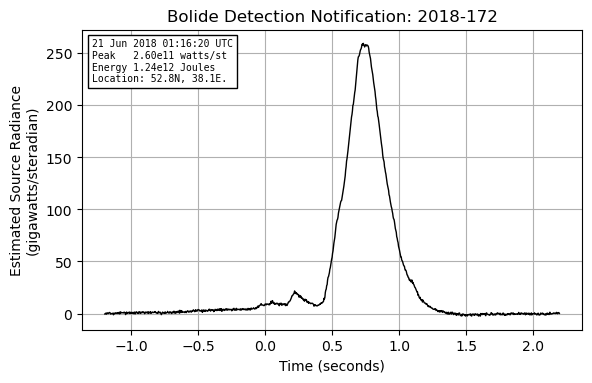 Bolide Detection Notification: 2018-172
21 Jun 2018 01:16:20 UTC
Peak   2.60e11 watts/st
Energy 1.24e12 Joules
Location: 52.8N, 38.1E.
Estimated Source Radiance
(gigawatts/steradian)
250
200
150
100
50
0
−1.0 −0.5 0.0 0.5 1.0 1.5 2.0
Time (seconds)